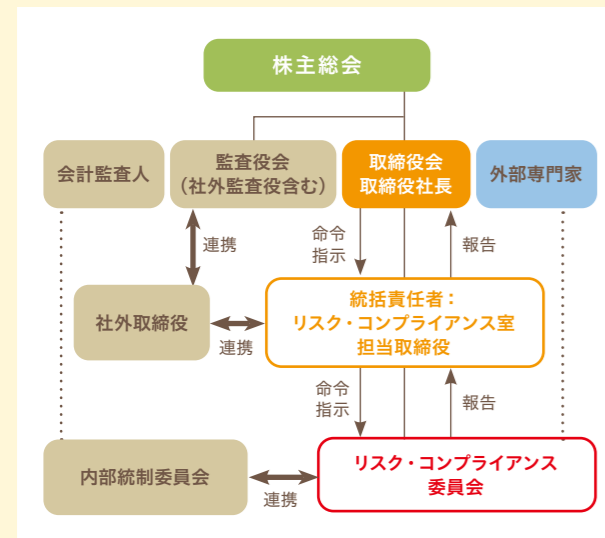 株主総会
会計監査人
監査役会
（社外監査役含む）
取締役会
取締役社長
外部専門家
連携
命令
指示
報告
社外取締役
連携
統括責任者：
リスク・コンプライアンス室
担当取締役
命令
指示
報告
内部統制委員会
連携
リスク・コンプライアンス
委員会